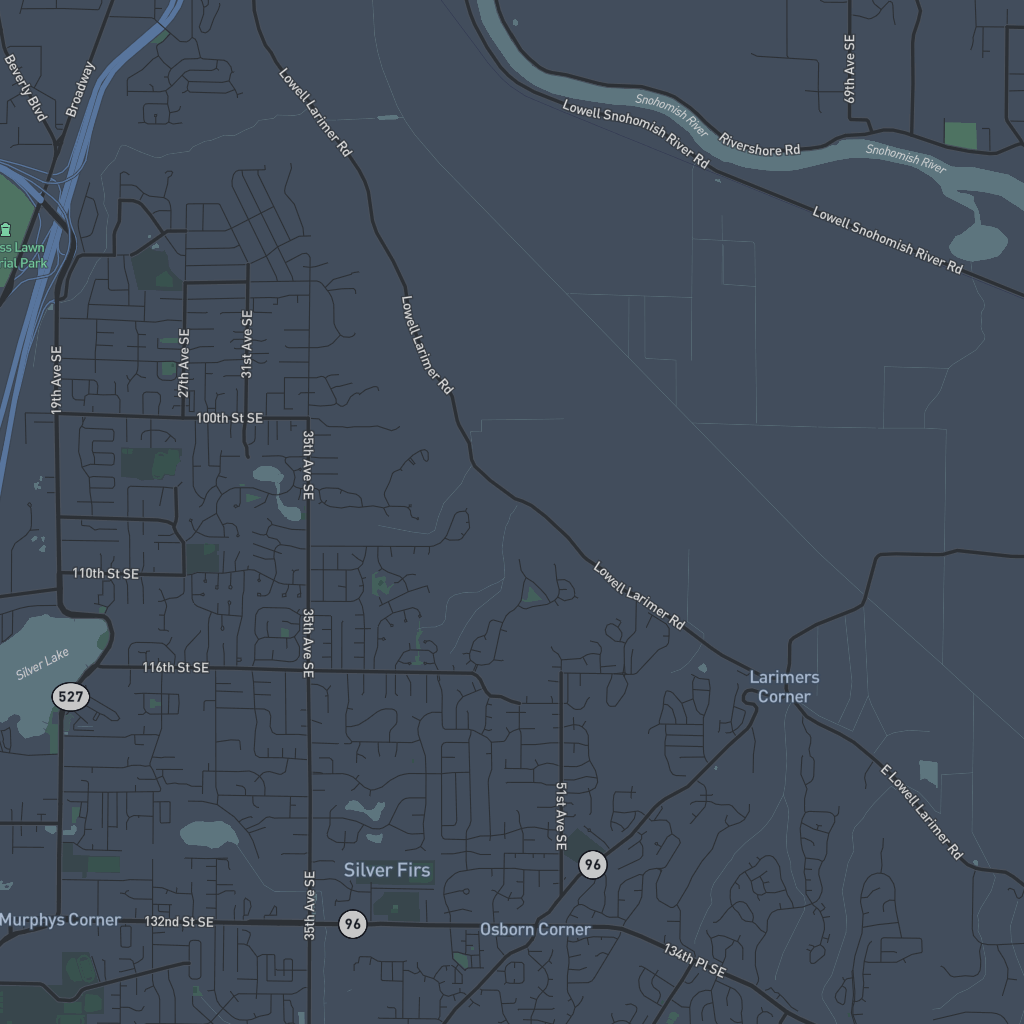 Beverly Blvd
Broadway
Lowell Larimer Rd
69th Ave SE
Snohomish River
Lowell Snohomish River Rd
Rivershore Rd
Snohomish River
Lowell Snohomish River Rd
ss Lawn
rial Park
Lowell Larimer Rd
19th Ave SE
27th Ave SE
31st Ave SE
100th St SE
35th Ave SE
110th St SE
Lowell Larimer Rd
35th Ave SE
Silver Lake
116th St SE
527
Larimers
Corner
E Lowell Larimer Rd
51st Ave SE
96
Silver Firs
35th Ave SE
Murphys Corner
132nd St SE
96
Osborn Corner
134th Pl SE